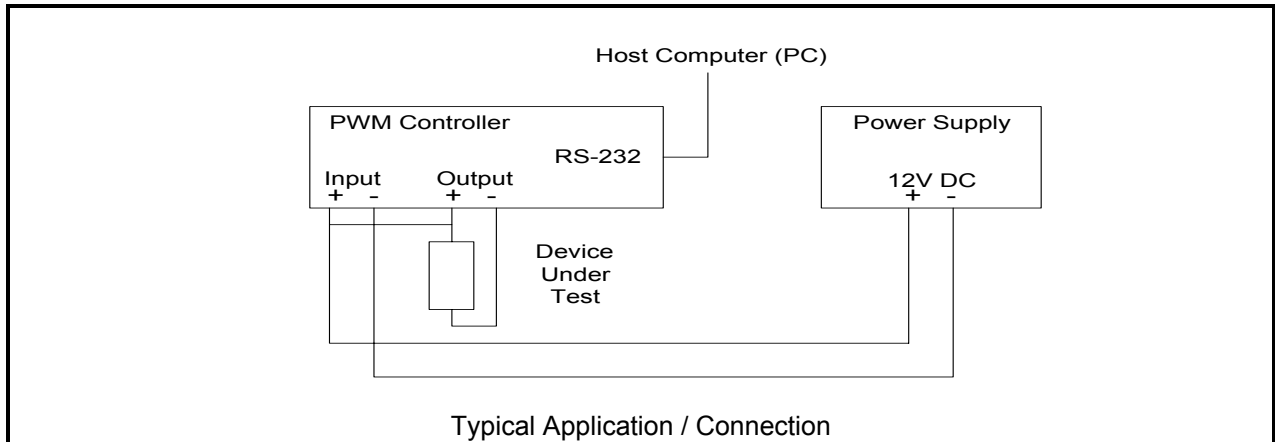 Host Computer (PC)
PWM Controller
RS-232
Input Output
+ - + -
Power Supply
12V DC
+ -
Device
Under
Test
Typical Application / Connection